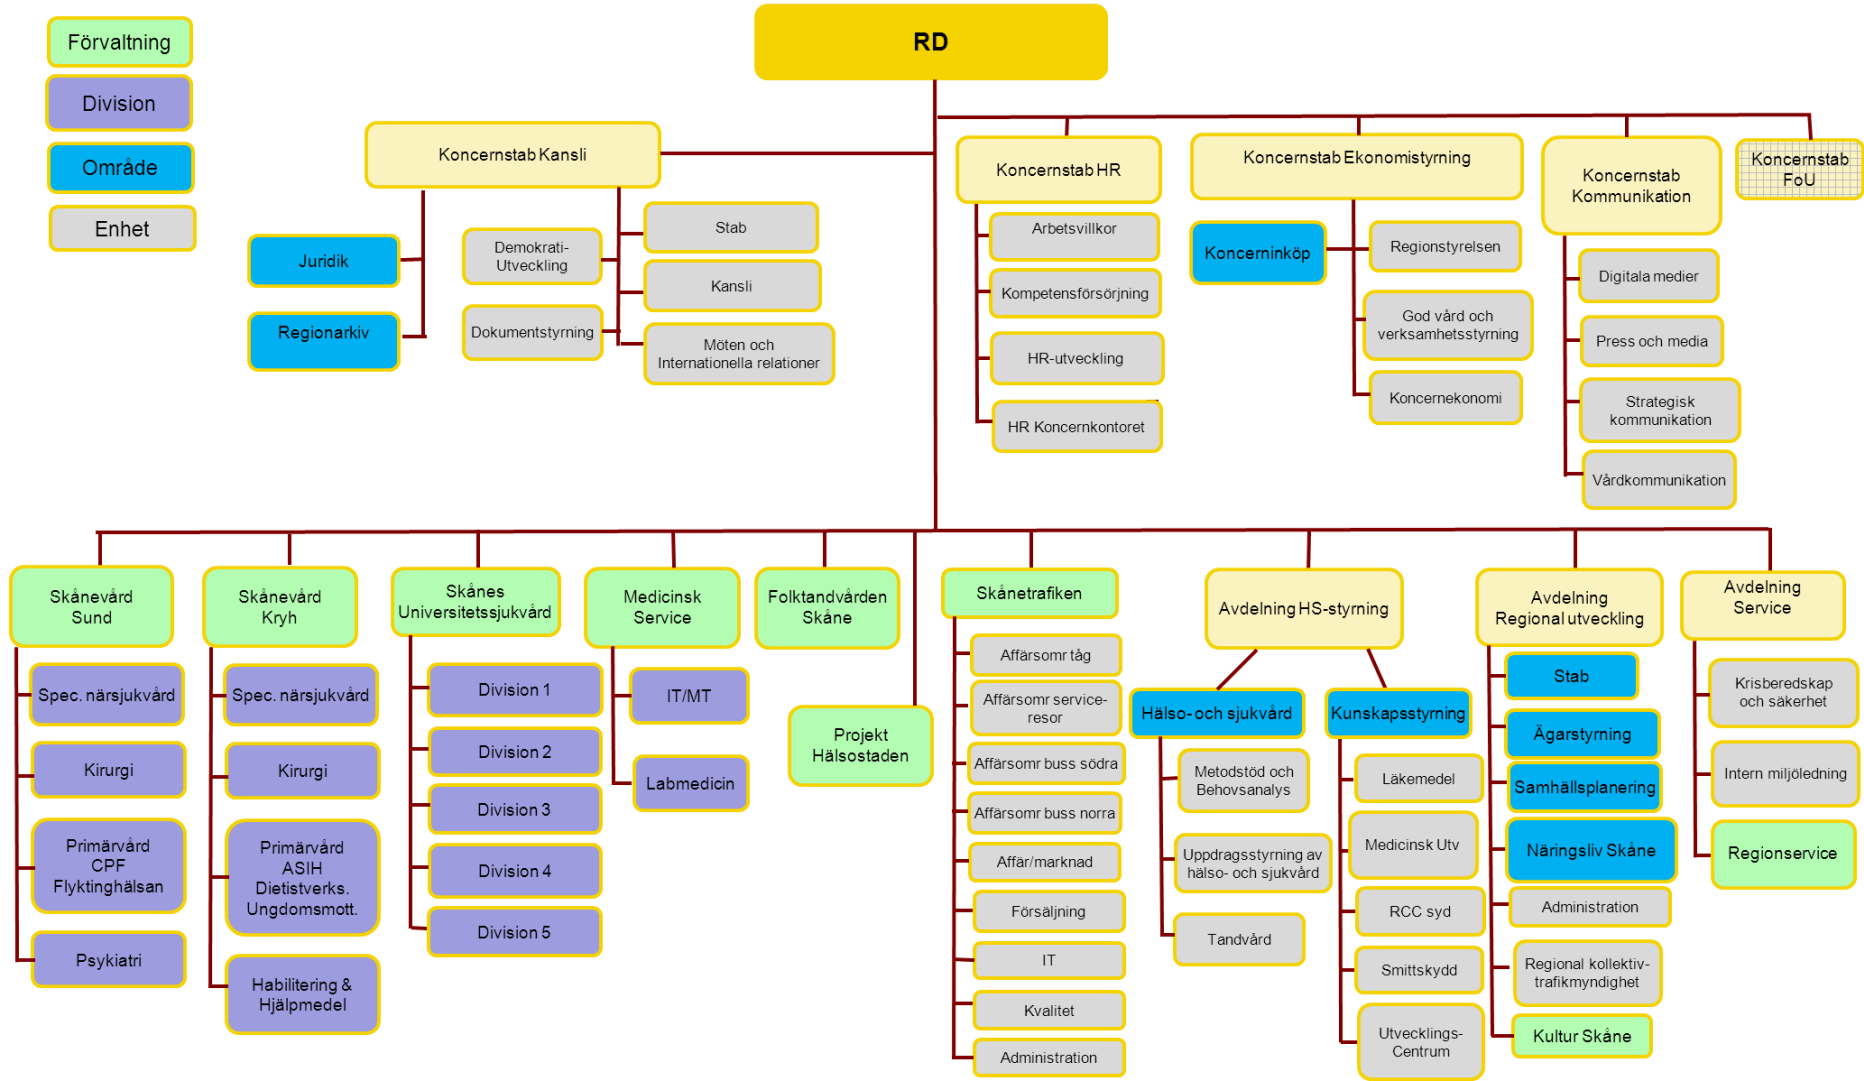 RD
Förvaltning
Division
Område
Enhet
Koncernstab Kansli
Juridik
Regionarkiv
Demokrati-
Utveckling
Dokumentstyrning
Stab
Kansli
Möten och
Internationella relationer
Koncernstab HR
Arbetsvillkor
Kompetensförsörjning
HR-utveckling
HR Koncernkontoret
Koncernstab Ekonomistyrning
Koncerninköp
Regionstyrelsen
God vård och
verksamhetsstyrning
Koncernekonomi
Koncernstab
Kommunikation
Digitala medier
Press och media
Strategisk
kommunikation
Vårdkommunikation
Koncernstab
FoU
Skånevård
Sund
Spec. närsjukvård
Kirurgi
Primärvård
CPF
Flyktinghälsan
Psykiatri
Skånevård
Kryh
Spec. närsjukvård
Kirurgi
Primärvård
ASIH
Dietistverks.
Ungdomsmott.
Habilitering &
Hjälpmedel
Skånes
Universitetssjukvård
Division 1
Division 2
Division 3
Division 4
Division 5
Medicinsk
Service
IT/MT
Labmedicin
Folktandvården
Skåne
Projekt
Hälsostaden
Skånetrafiken
Affärsomr tåg
Affärsomr service-
resor
Affärsomr buss södra
Affärsomr buss norra
Affär/marknad
Försäljning
IT
Kvalitet
Administration
Avdelning HS-styrning
Hälso- och sjukvård
Metodstöd och
Behovsanalys
Uppdragsstyrning av
hälso- och sjukvård
Tandvård
Kunskapsstyrning
Läkemedel
Medicinsk Utv
RCC syd
Smittskydd
Utvecklings-
Centrum
Avdelning
Regional utveckling
Stab
Ägarstyrning
Samhällsplanering
Näringsliv Skåne
Administration
Regional kollektiv-
trafikmyndighet
Kultur Skåne
Avdelning
Service
Krisberedskap
och säkerhet
Intern miljöledning
Regionservice